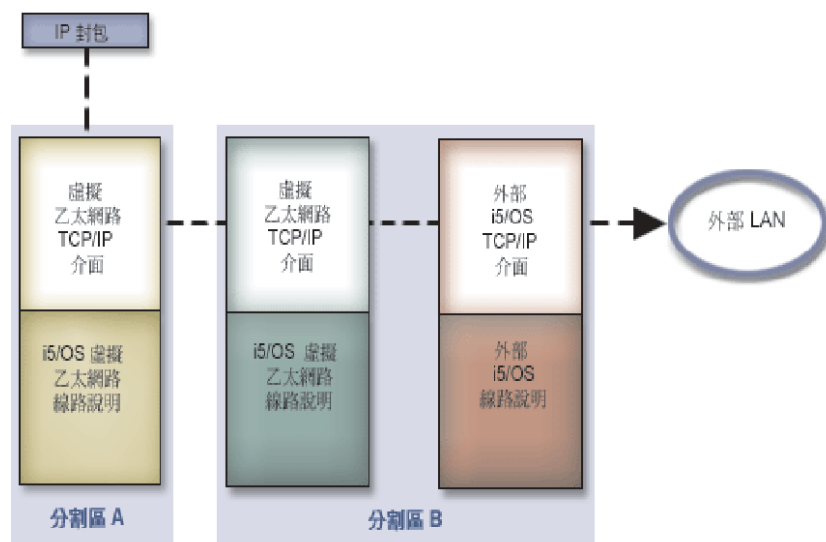 IP 封包
虛擬
乙太網路
TCP/IP
介面
i5/OS 虛擬
乙太網路
線路說明
分割區 A
虛擬
乙太網路
TCP/IP
介面
i5/OS 虛擬
乙太網路
線路說明
外部
i5/OS
TCP/IP
介面
外部
i5/OS
線路說明
分割區 B
外部 LAN